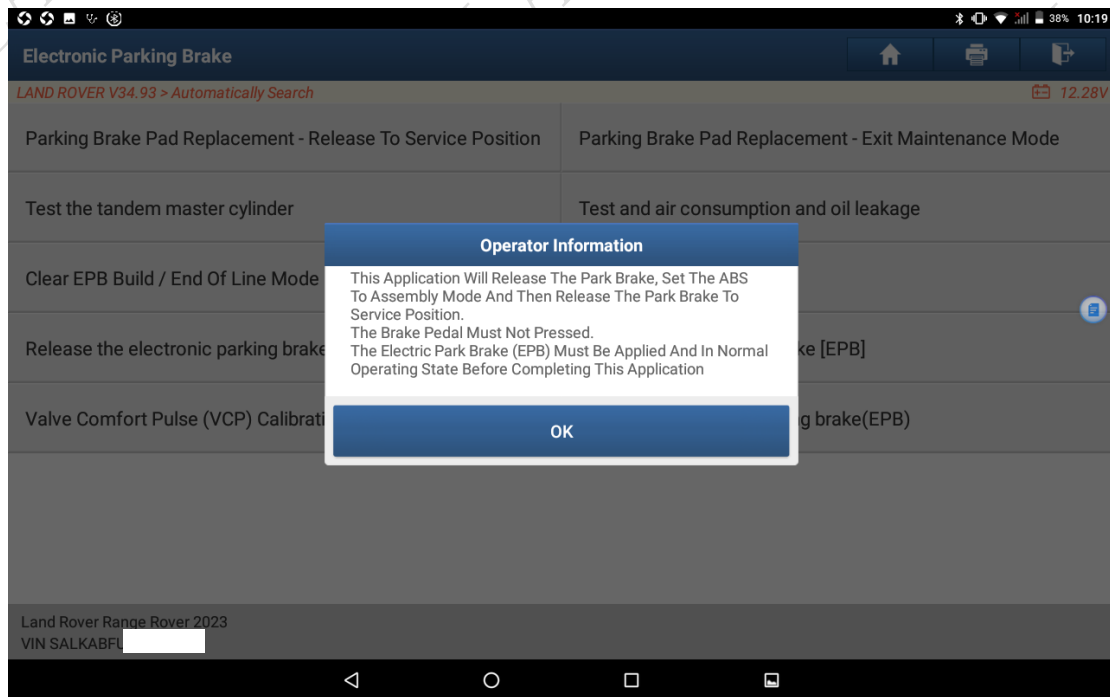 38% 10:19
Electronic Parking Brake
LAND ROVER V34.93 > Automatically Search
12.28V
Parking Brake Pad Replacement - Release To Service Position
Parking Brake Pad Replacement - Exit Maintenance Mode
Test the tandem master cylinder
Test and air consumption and oil leakage
Operator Information
This Application Will Release The Park Brake, Set The ABS
To Assembly Mode And Then Release The Park Brake To
Service Position.
The Brake Pedal Must Not Pressed.
The Electric Park Brake (EPB) Must Be Applied And In Normal
Operating State Before Completing This Application
OK
Clear EPB Build / End Of Line Mode
Release the electronic parking brake
ke [EPB]
Valve Comfort Pulse (VCP) Calibrati
g brake(EPB)
Land Rover Range Rover 2023
VIN SALKABFU